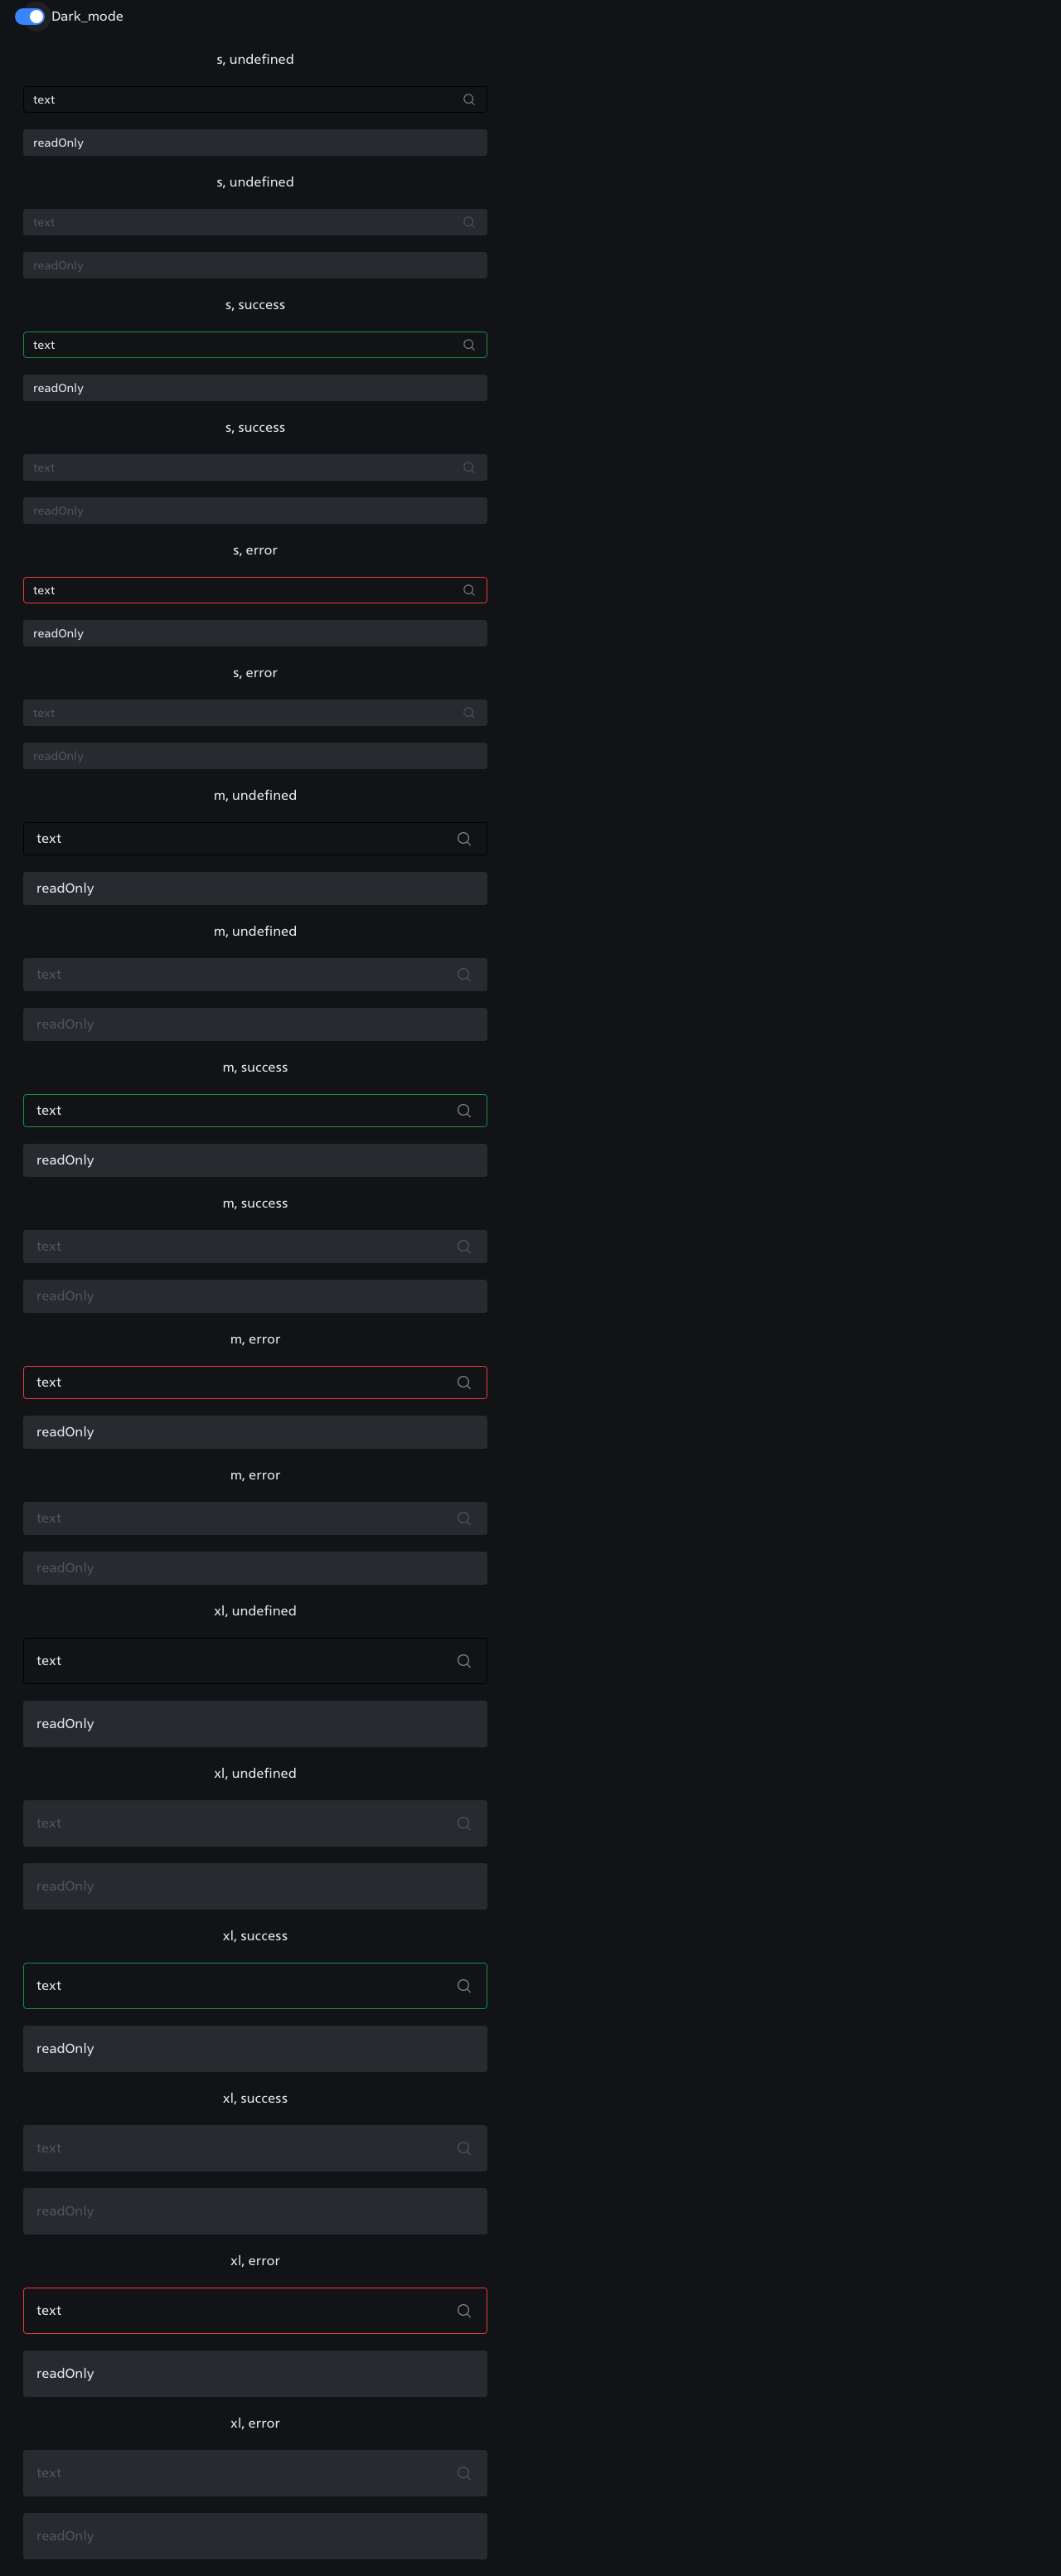 Dark_mode
s, undefined
text
readOnly
s, undefined
text
readOnly
s, success
text
readOnly
s, success
text
readOnly
s, error
text
readOnly
s, error
text
readOnly
m, undefined
text
readOnly
m, undefined
text
readOnly
m, success
text
readOnly
m, success
text
readOnly
m, error
text
readOnly
m, error
text
readOnly
xl, undefined
text
readOnly
xl, undefined
text
readOnly
xl, success
text
readOnly
xl, success
text
readOnly
xl, error
text
readOnly
xl, error
text
readOnly